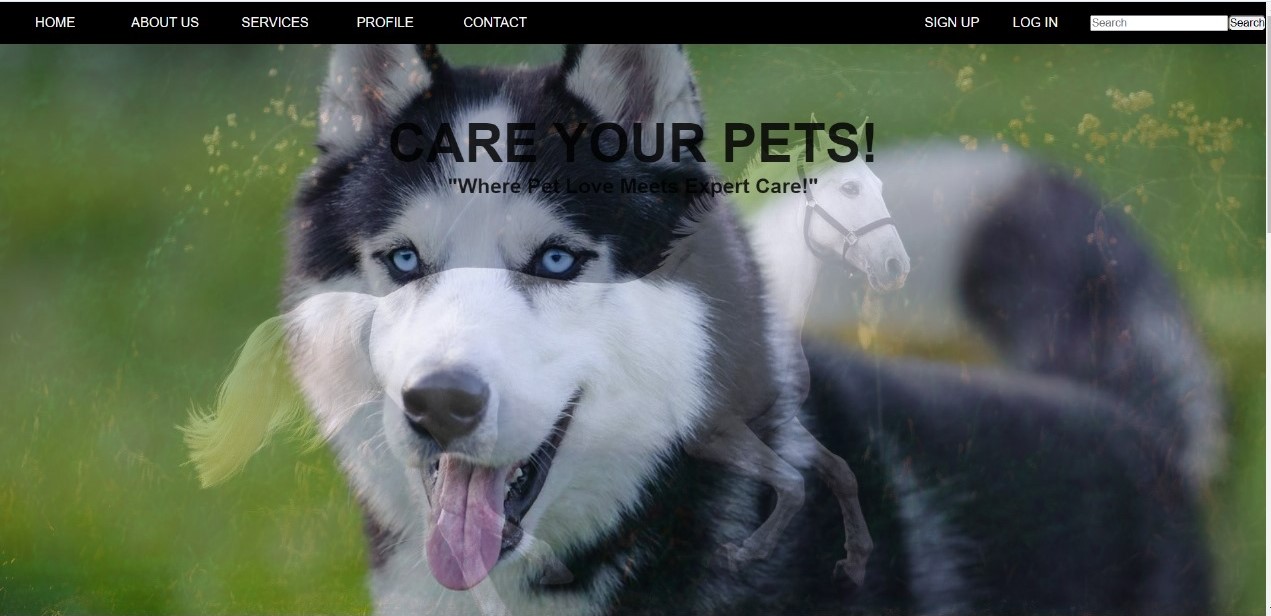 HOME ABOUT US SERVICES PROFILE CONTACT SIGN UP LOG IN Search Search
CARE YOUR PETS!
"Where Pet Love Meets Expert Care!"